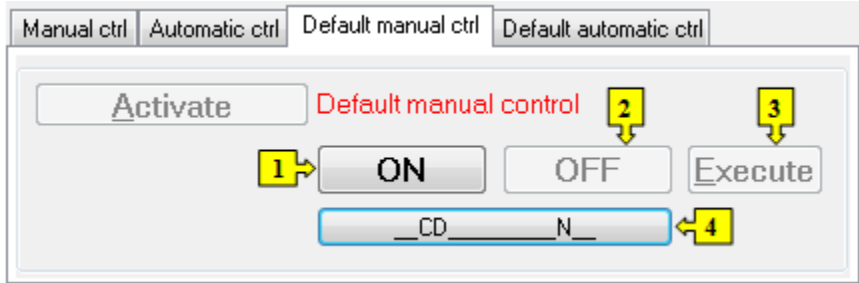 Manual ctrl Automatic ctrl Default manual ctrl Default automatic ctrl
Activate Default manual control 2 3
1 ON OFF Execute
__CD________N__ 4